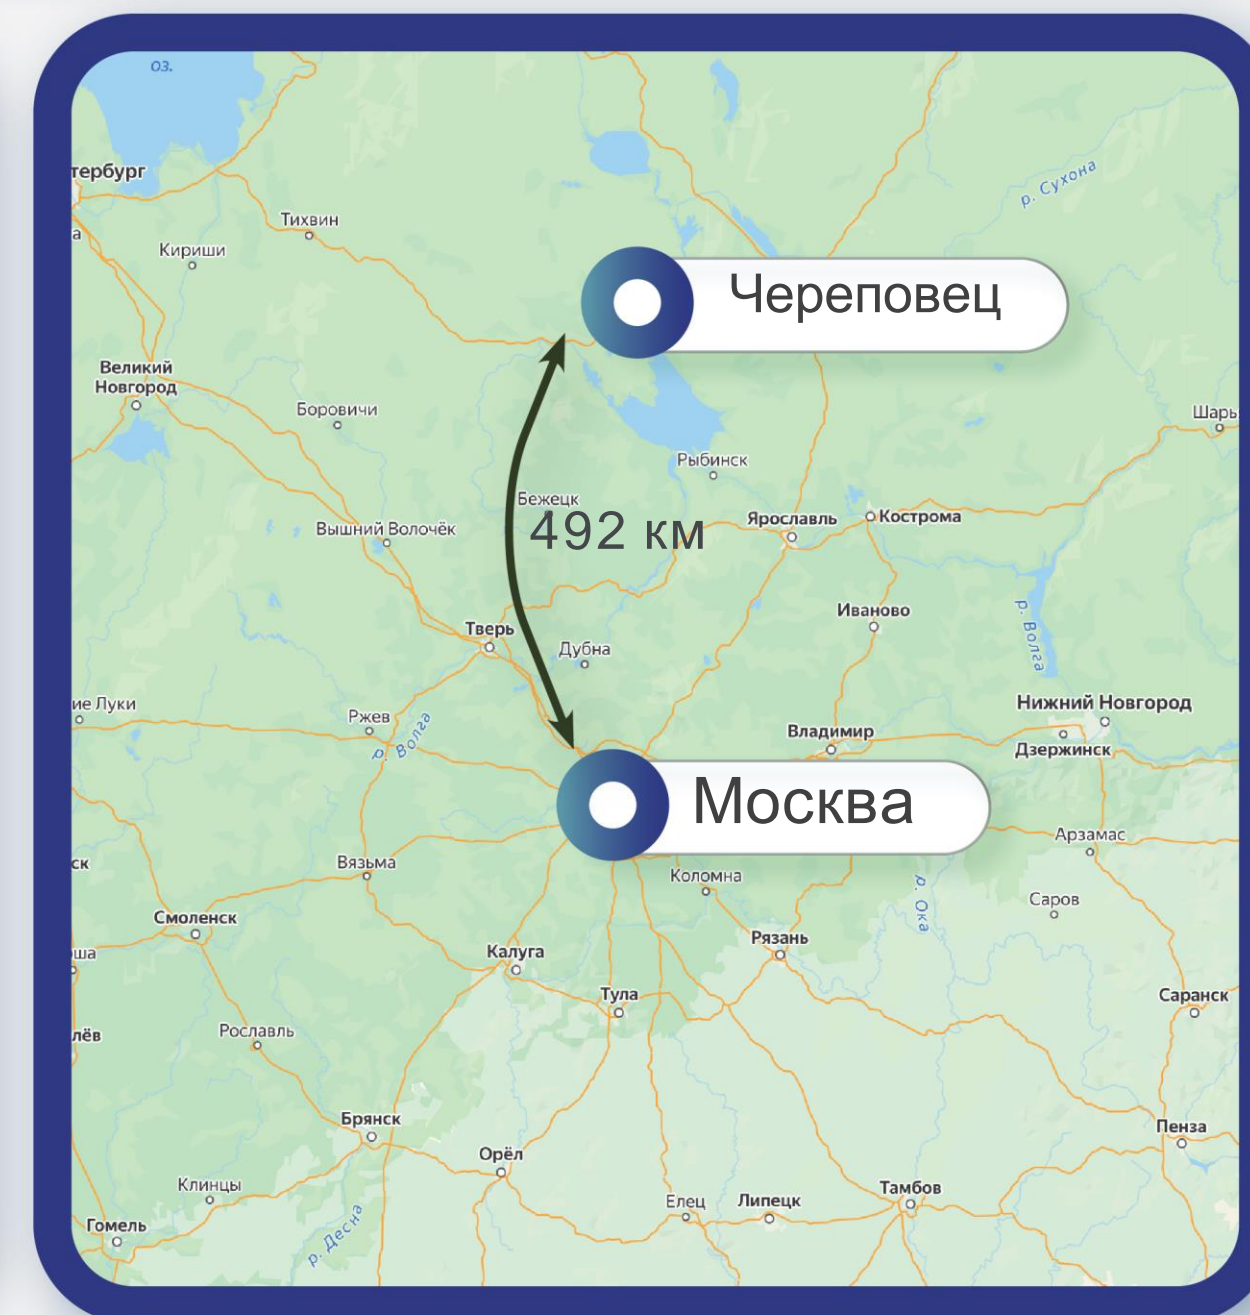 оз.
тербург
а
Тихвин
Кириши
р. Сухона
Череповец
Великий
Новгород
Боровичи
Шарь
Рыбинск
Бежецк
492 км
Вышний Волочёк
Ярославль
Кострома
Иваново
р. Волга
Тверь
Дубна
ие Луки
Ржев
р. Волга
Нижний Новгород
Владимир
Дзержинск
Москва
Арзамас
ск
Вязьма
Коломна
р. Ока
Саров
Смоленск
Рязань
ша
Калуга
Тула
Саранск
лёв
Рославль
Брянск
Пенза
Орёл
Клинцы
Елец
Липецк
Тамбов
Гомель
р. Десна